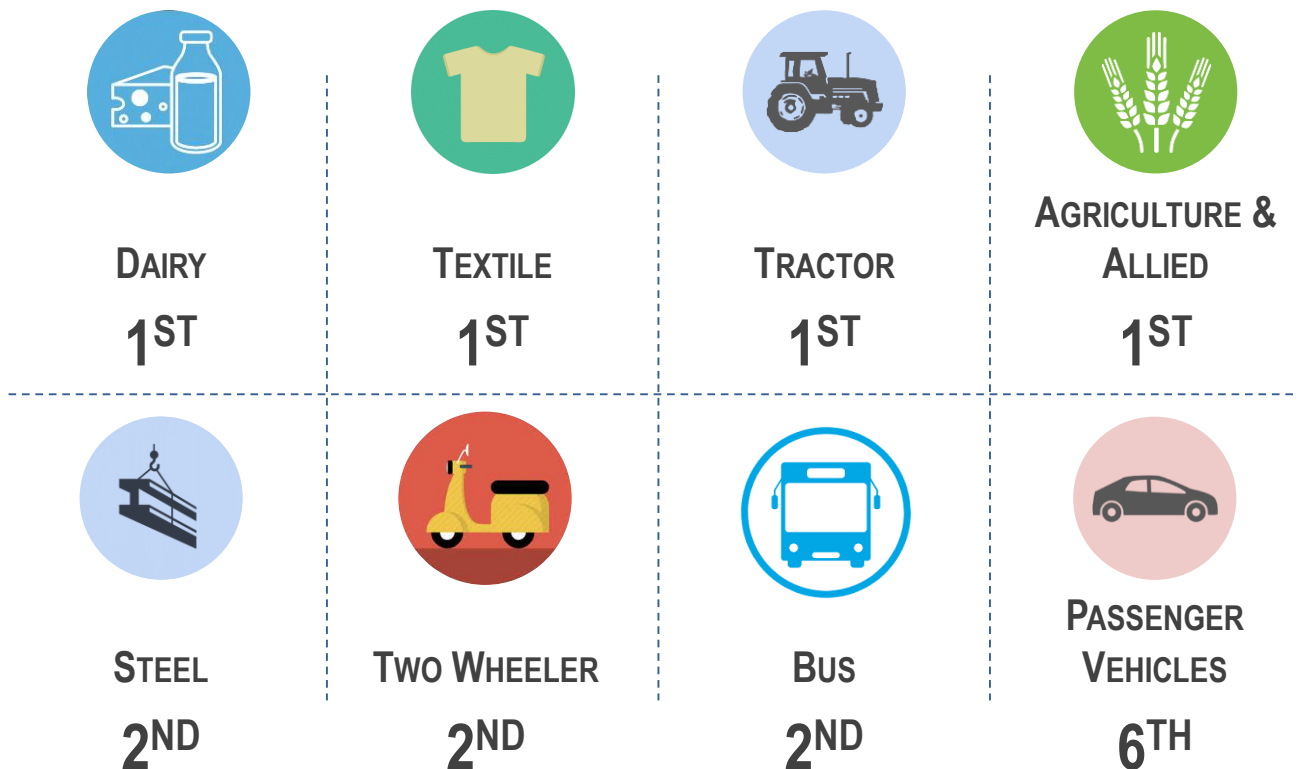 DAIRY
1ST
TEXTILE
1ST
TRACTOR
1ST
AGRICULTURE &
ALLIED
1ST
STEEL
2ND
TWO WHEELER
2ND
BUS
2ND
PASSENGER
VEHICLES
6TH